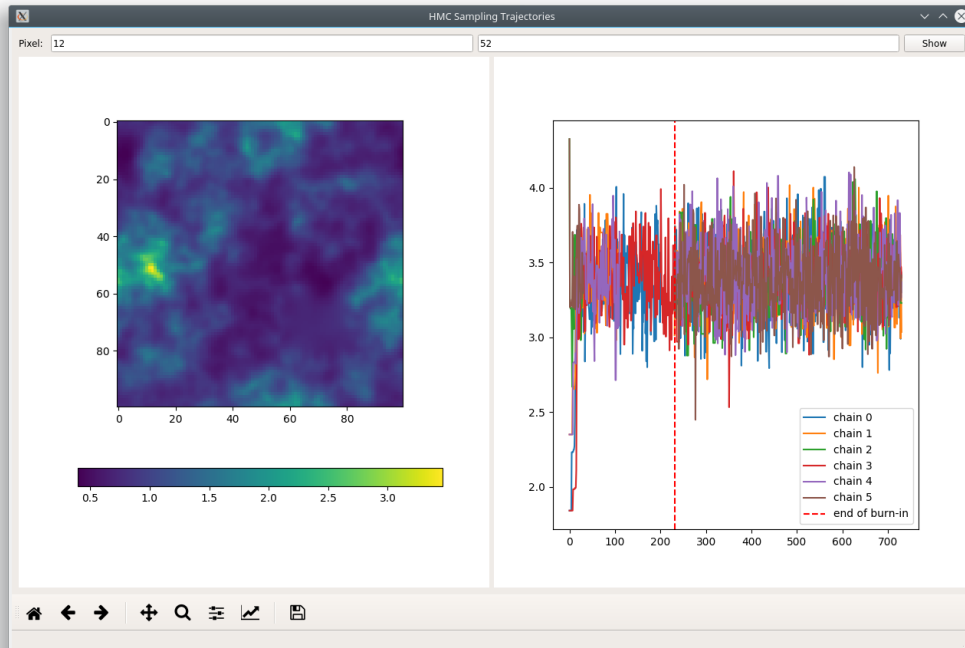 HMC Sampling Trajectories
Pixel: 12 52 Show
0
20
40
60
80
0 20 40 60 80
0.5 1.0 1.5 2.0 2.5 3.0
4.0
3.5
3.0
2.5
2.0
chain 0
chain 1
chain 2
chain 3
chain 4
chain 5
end of burn-in
0 100 200 300 400 500 600 700